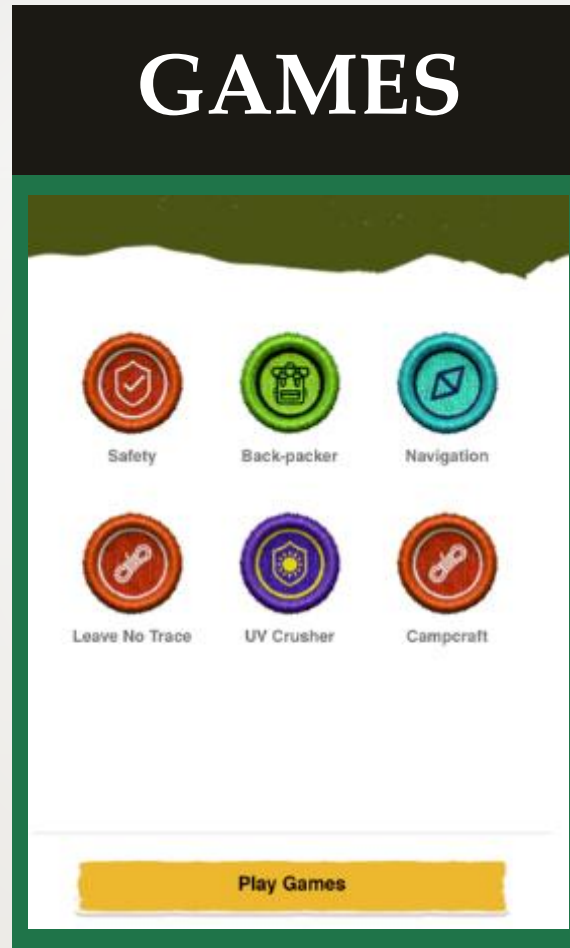 GAMES
Safety Back-packer Navigation
Leave No Trace UV Crusher Campcraft
Play Games